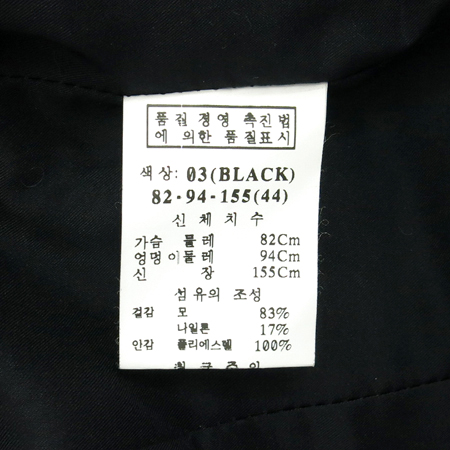 품질 경영 촉진법
에 의한 품질표시
색상: 03(BLACK)
82-94-155(44)
신체치수
가슴 둘레 82Cm
엉덩이둘레 94Cm
신 장 155Cm
섬유의 조성
겉감 모 83%
나일론 17%
안감 폴리에스텔 100%